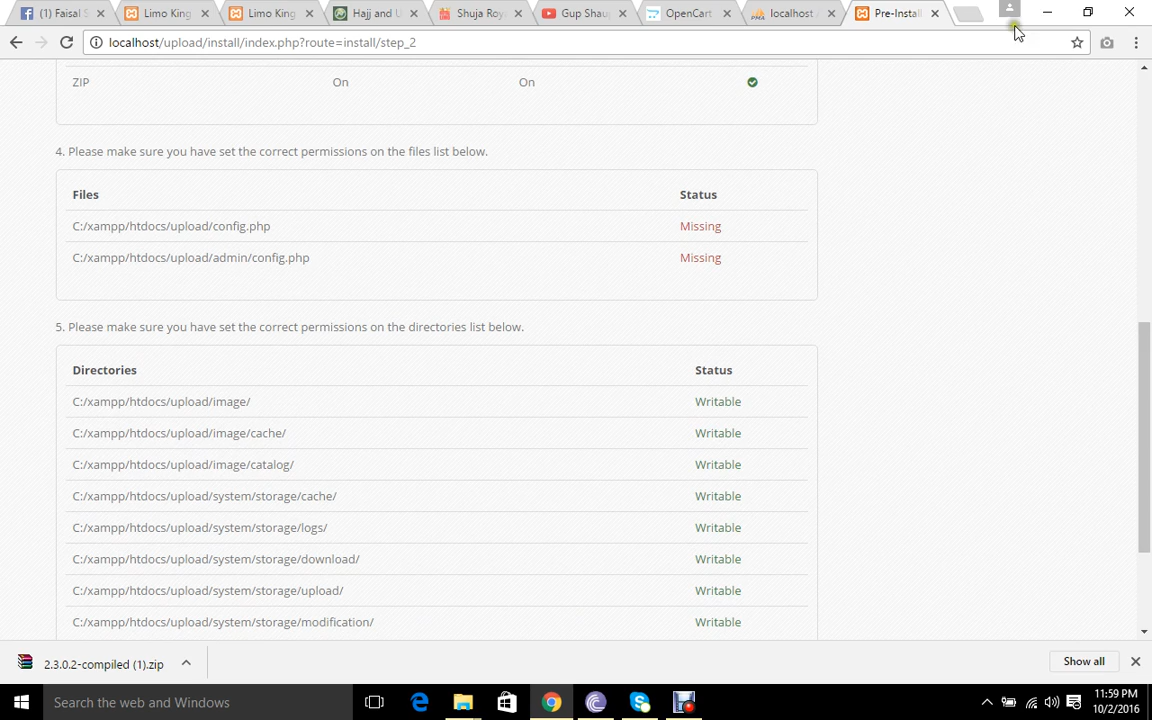 (1) Faisal S
Limo King
Limo King
Hajj and U
Shuja Roy
Gup Shau
OpenCart
localhost /
Pre-Install
localhost/upload/install/index.php?route=install/step_2
ZIP On On
4. Please make sure you have set the correct permissions on the files list below.
Files Status
C:/xampp/htdocs/upload/config.php Missing
C:/xampp/htdocs/upload/admin/config.php Missing
5. Please make sure you have set the correct permissions on the directories list below.
Directories Status
C:/xampp/htdocs/upload/image/ Writable
C:/xampp/htdocs/upload/image/cache/ Writable
C:/xampp/htdocs/upload/image/catalog/ Writable
C:/xampp/htdocs/upload/system/storage/cache/ Writable
C:/xampp/htdocs/upload/system/storage/logs/ Writable
C:/xampp/htdocs/upload/system/storage/download/ Writable
C:/xampp/htdocs/upload/system/storage/upload/ Writable
C:/xampp/htdocs/upload/system/storage/modification/ Writable
2.3.0.2-compiled (1).zip
Show all
Search the web and Windows
11:59 PM
10/2/2016